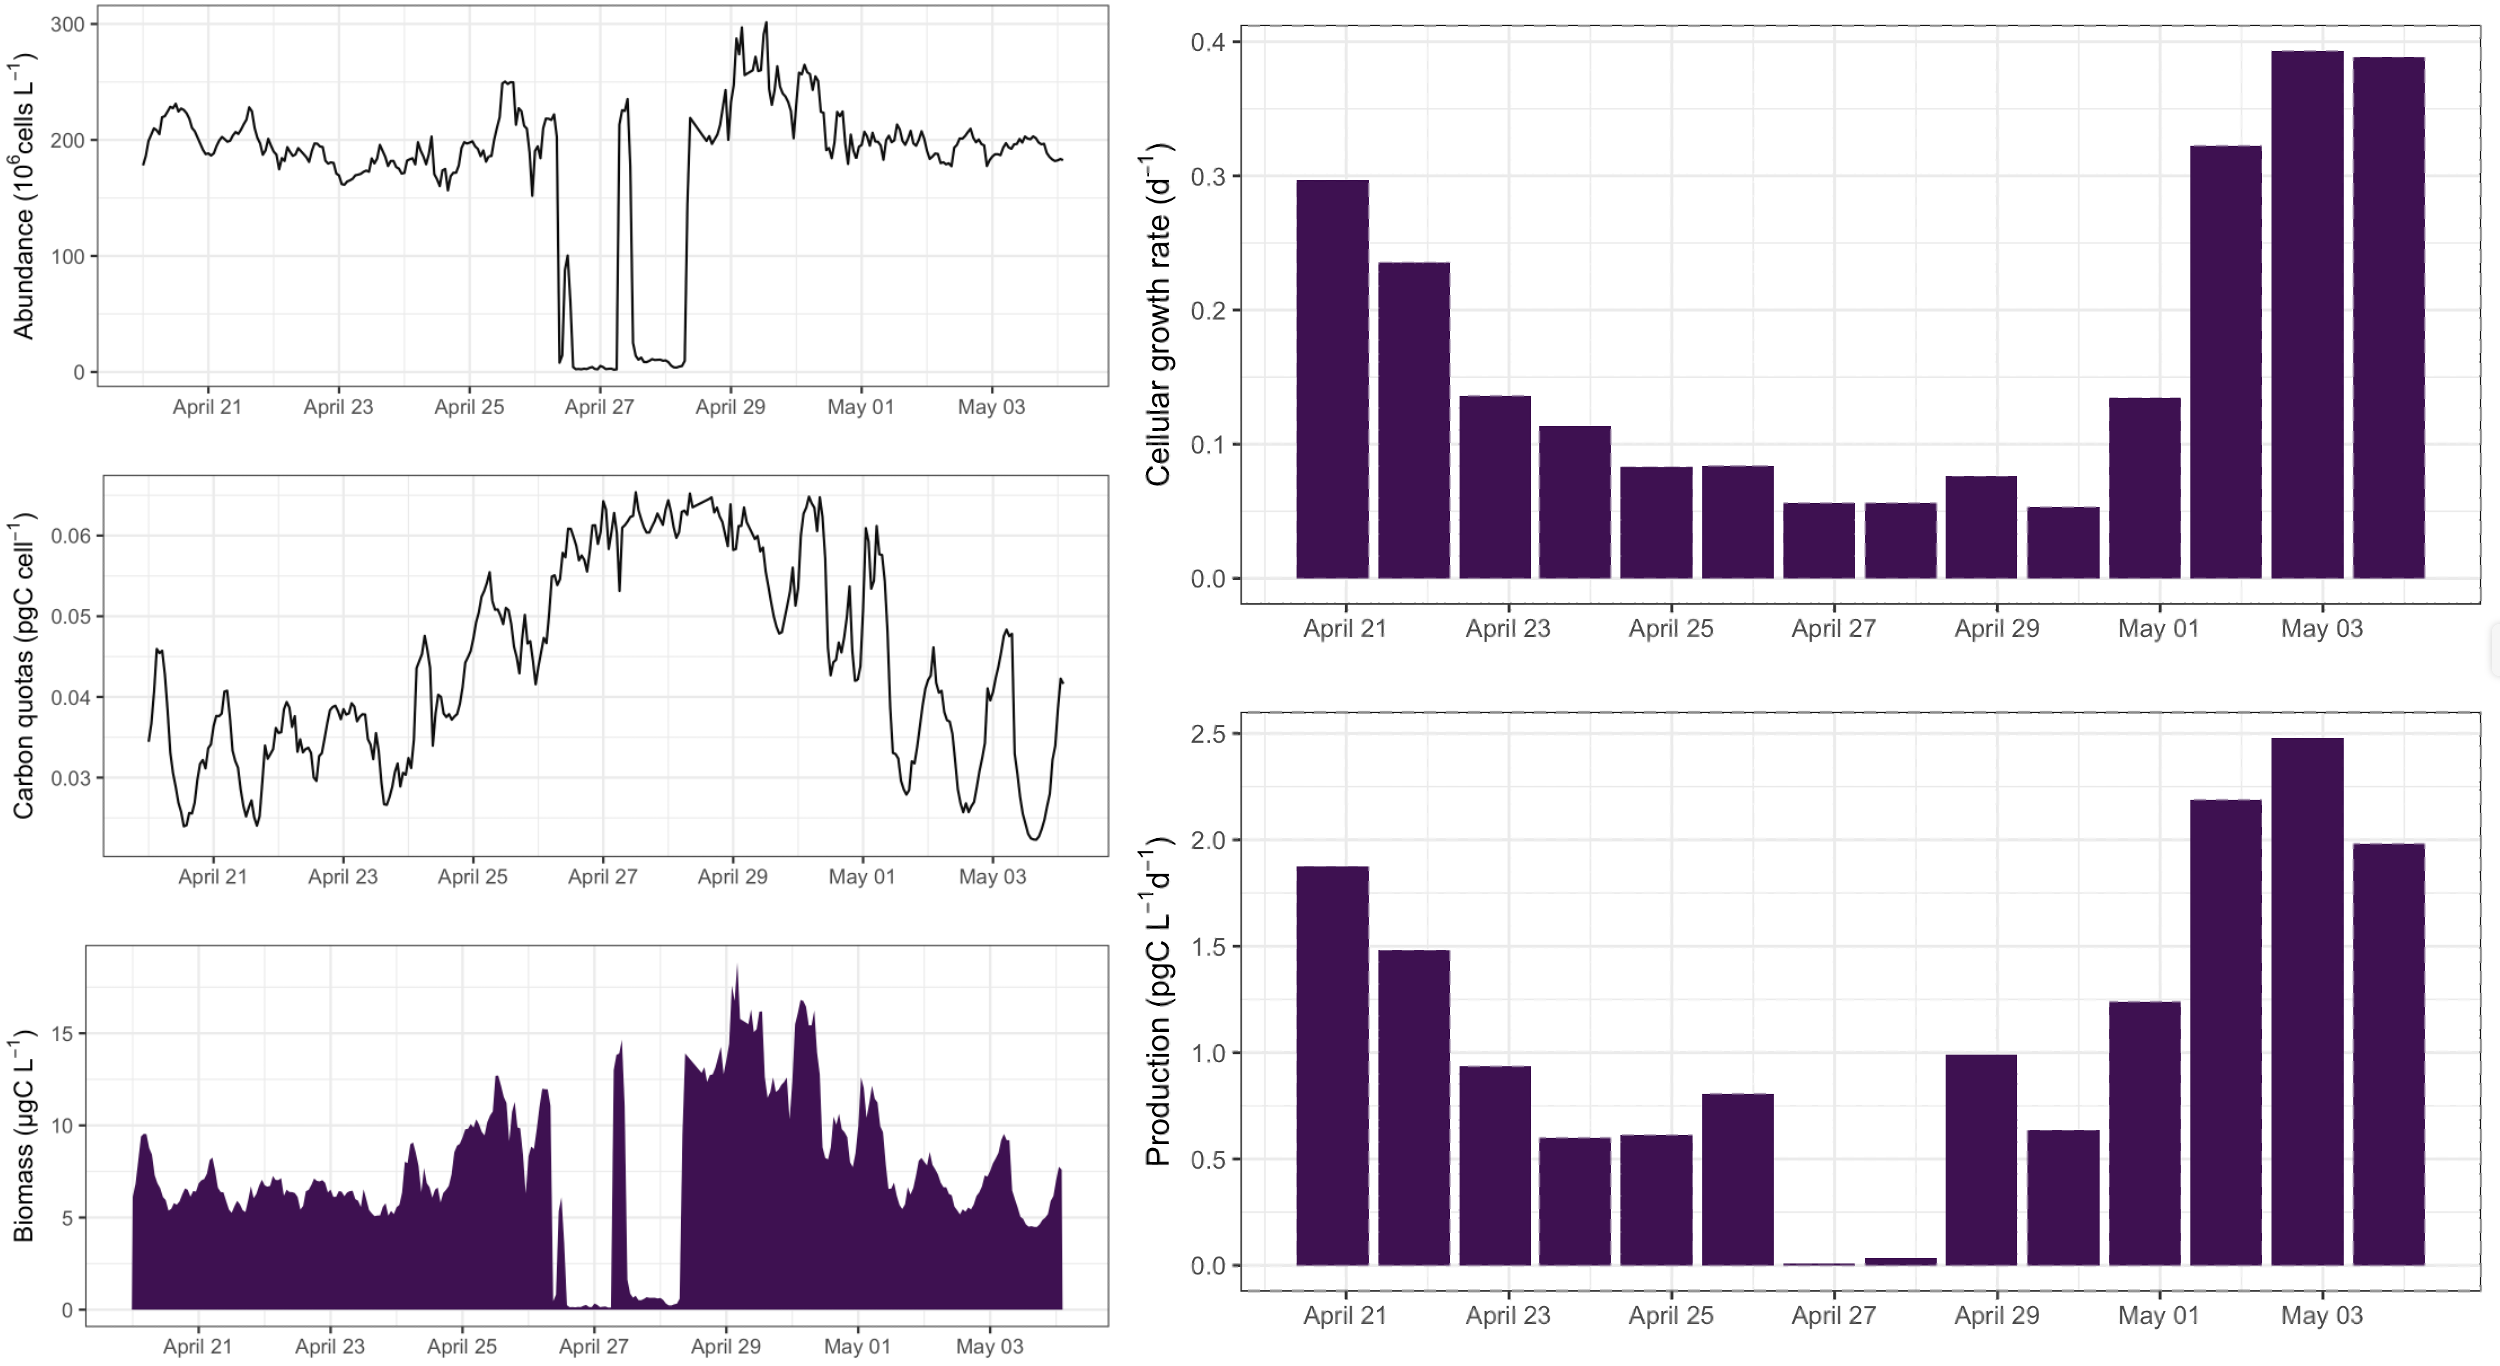 Abundance (10⁶cells L⁻¹)
300
200
100
0
April 21 April 23 April 25 April 27 April 29 May 01 May 03
Carbon quotas (pgC cell⁻¹)
0.06
0.05
0.04
0.03
April 21 April 23 April 25 April 27 April 29 May 01 May 03
Biomass (µgC L⁻¹)
15
10
5
0
April 21 April 23 April 25 April 27 April 29 May 01 May 03
Cellular growth rate (d⁻¹)
0.4
0.3
0.2
0.1
0.0
April 21 April 23 April 25 April 27 April 29 May 01 May 03
Production (pgC L⁻¹d⁻¹)
2.5
2.0
1.5
1.0
0.5
0.0
April 21 April 23 April 25 April 27 April 29 May 01 May 03